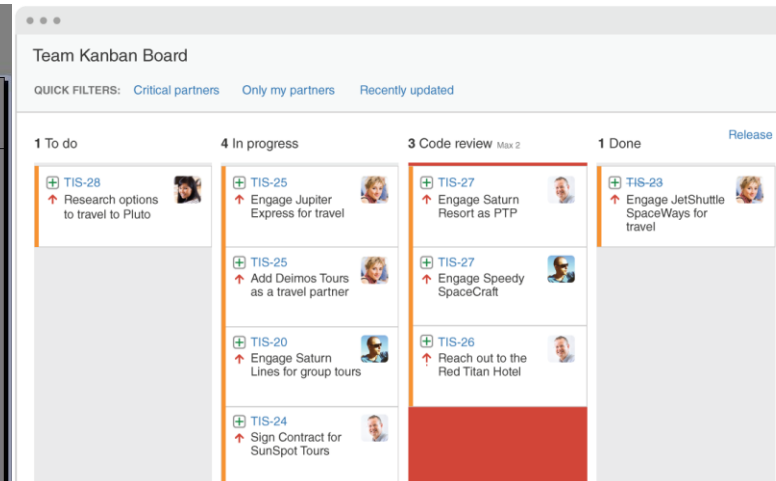 Team Kanban Board
QUICK FILTERS: Critical partners Only my partners Recently updated
Release
1 To do
TIS-28
Research options
to travel to Pluto
4 In progress
TIS-25
Engage Jupiter
Express for travel
TIS-25
Add Deimos Tours
as a travel partner
TIS-20
Engage Saturn
Lines for group tours
TIS-24
Sign Contract for
SunSpot Tours
3 Code review Max 2
TIS-27
Engage Saturn
Resort as PTP
TIS-27
Engage Speedy
SpaceCraft
TIS-26
Reach out to the
Red Titan Hotel
1 Done
TIS-23
Engage JetShuttle
SpaceWays for
travel